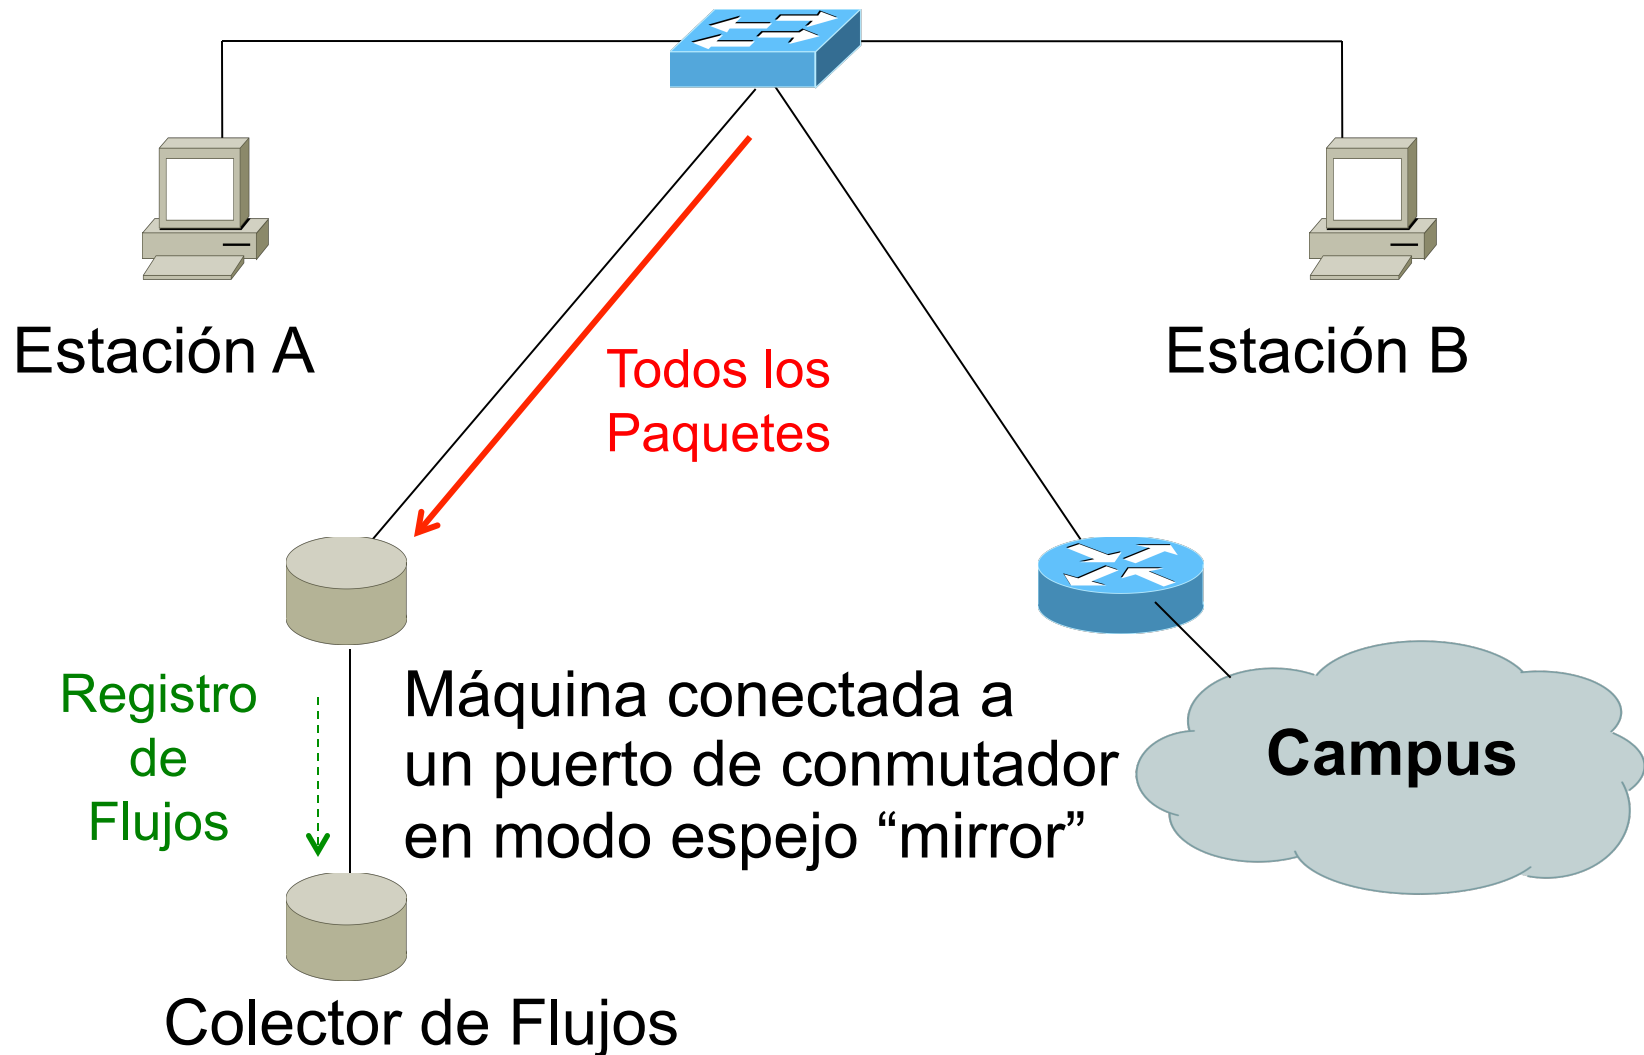 Estación A
Estación B
Todos los
Paquetes
Registro
de
Flujos
Máquina conectada a
un puerto de conmutador
en modo espejo “mirror”
Campus
Colector de Flujos